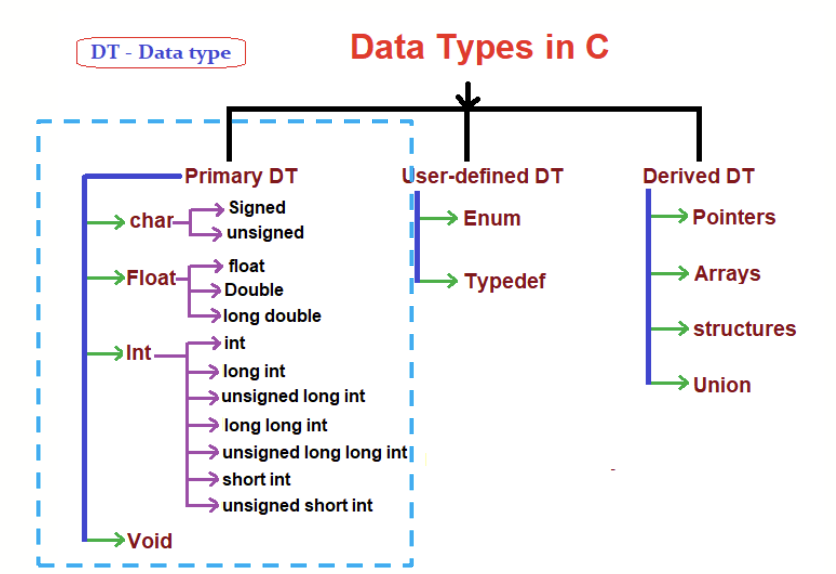 DT - Data type
Data Types in C
Primary DT
char
Signed
unsigned
Float
float
Double
long double
Int
int
long int
unsigned long int
long long int
unsigned long long int
short int
unsigned short int
Void
User-defined DT
Enum
Typedef
Derived DT
Pointers
Arrays
structures
Union